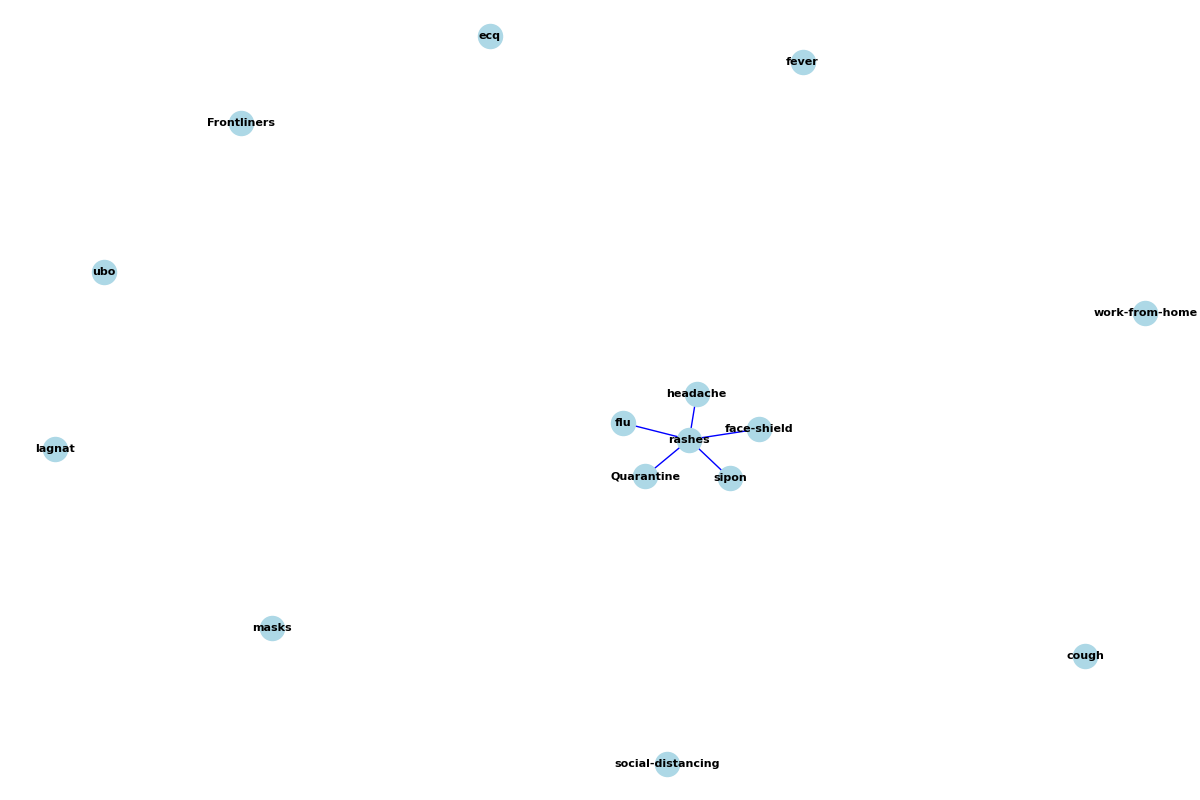 ecq
fever
Frontliners
ubo
work-from-home
headache
flu
face-shield
rashes
lagnat
Quarantine
sipon
masks
cough
social-distancing